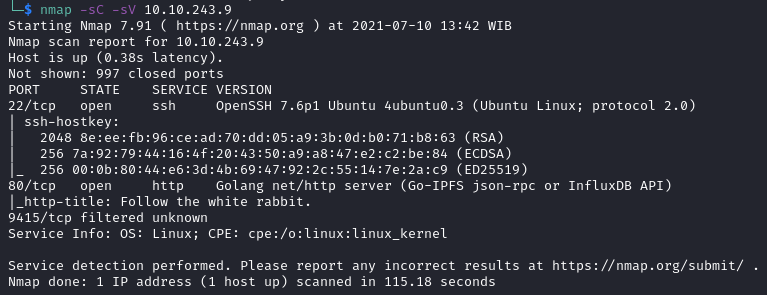 └─$ nmap -sC -sV 10.10.243.9
Starting Nmap 7.91 ( https://nmap.org ) at 2021-07-10 13:42 WIB
Nmap scan report for 10.10.243.9
Host is up (0.38s latency).
Not shown: 997 closed ports
PORT     STATE    SERVICE VERSION
22/tcp   open     ssh     OpenSSH 7.6p1 Ubuntu 4ubuntu0.3 (Ubuntu Linux; protocol 2.0)
| ssh-hostkey:
|   2048 8e:ee:fb:96:ce:ad:70:dd:05:a9:3b:0d:b0:71:b8:63 (RSA)
|   256 7a:92:79:44:16:4f:20:43:50:a9:a8:47:e2:c2:be:84 (ECDSA)
|_  256 00:0b:80:44:e6:3d:4b:69:47:92:2c:55:14:7e:2a:c9 (ED25519)
80/tcp   open     http    Golang net/http server (Go-IPFS json-rpc or InfluxDB API)
|_http-title: Follow the white rabbit.
9415/tcp filtered unknown
Service Info: OS: Linux; CPE: cpe:/o:linux:linux_kernel

Service detection performed. Please report any incorrect results at https://nmap.org/submit/ .
Nmap done: 1 IP address (1 host up) scanned in 115.18 seconds